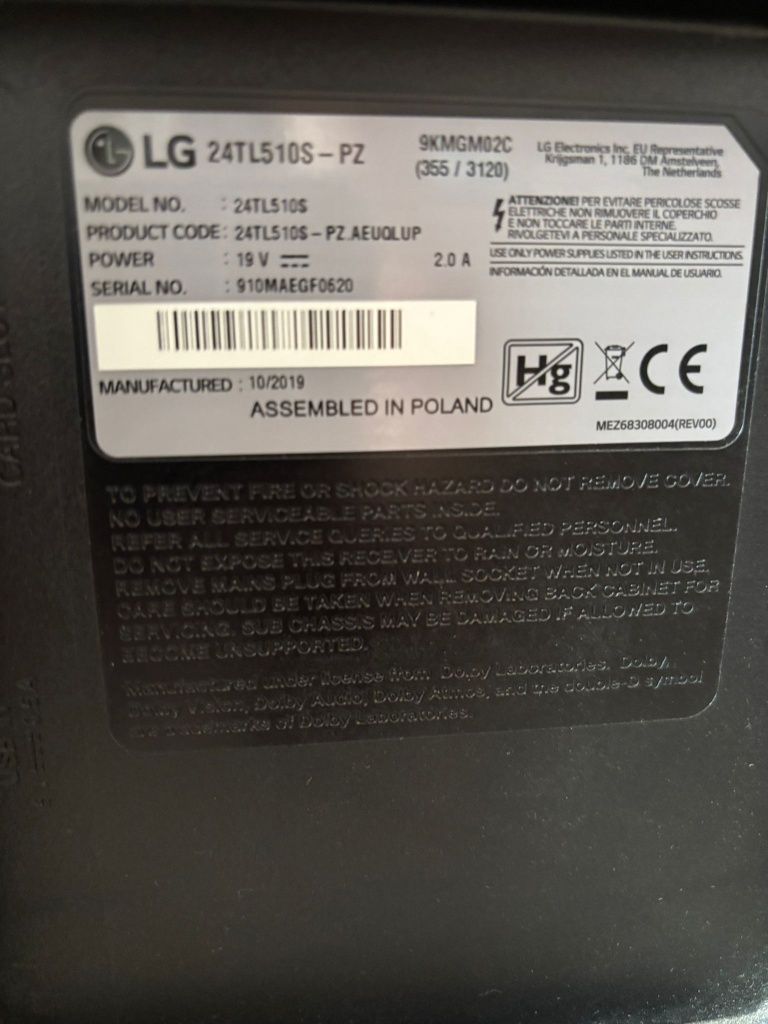 LG 24TL510S-PZ
9KMGM02C
(355 / 3120)
LG Electronics Inc. EU Representative
Krijgsman 1, 1186 DM Amstelveen,
The Netherlands
MODEL NO. : 24TL510S
PRODUCT CODE : 24TL510S-PZ.AEUQLUP
POWER : 19 V 2.0 A
SERIAL NO. : 910MAEGF0620
ATTENZIONE! PER EVITARE PERICOLOSE SCOSSE
ELETTRICHE NON RIMUOVERE IL COPERCHIO
E NON TOCCARE LE PARTI INTERNE.
RIVOLGETEVI A PERSONALE SPECIALIZZATO.
USE ONLY POWER SUPPLIES LISTED IN THE USER INSTRUCTIONS.
INFORMACIÓN DETALLADA EN EL MANUAL DE USUARIO.
MANUFACTURED : 10/2019
ASSEMBLED IN POLAND
Hg
CE
MEZ68308004(REV00)
TO PREVENT FIRE OR SHOCK HAZARD DO NOT REMOVE COVER.
NO USER SERVICEABLE PARTS INSIDE.
REFER ALL SERVICE QUERIES TO QUALIFIED PERSONNEL.
DO NOT EXPOSE THIS RECEIVER TO RAIN OR MOISTURE.
REMOVE MAINS PLUG FROM WALL SOCKET WHEN NOT IN USE.
CARE SHOULD BE TAKEN WHEN REMOVING BACK CABINET FOR
SERVICING. SUB CHASSIS MAY BE DAMAGED IF ALLOWED TO
BECOME UNSUPPORTED.
Manufactured under license from Dolby Laboratories. Dolby,
Dolby Vision, Dolby Audio, Dolby Atmos, and the double-D symbol
are trademarks of Dolby Laboratories.